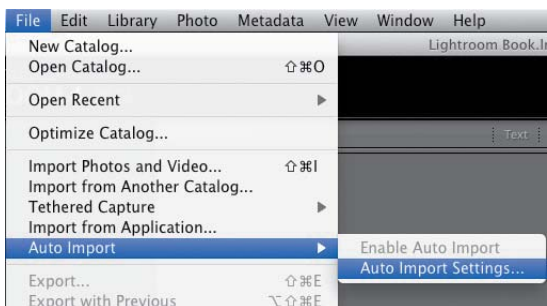 File Edit Library Photo Metadata View Window Help
Lightroom Book.lr
New Catalog...
Open Catalog... ⇧⌘O
Open Recent
Optimize Catalog...
Text
Import Photos and Video... ⇧⌘I
Import from Another Catalog...
Tethered Capture
Import from Application...
Auto Import
Enable Auto Import
Auto Import Settings...
Export... ⇧⌘E
Export with Previous ⌥⇧⌘E